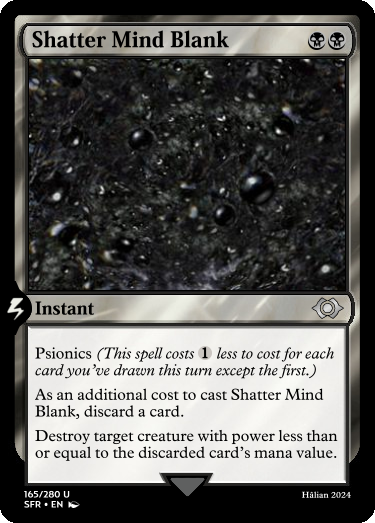 Shatter Mind Blank
Instant
Psionics (This spell costs 1 less to cost for each
card you've drawn this turn except the first.)
As an additional cost to cast Shatter Mind
Blank, discard a card.
Destroy target creature with power less than
or equal to the discarded card's mana value.
165/280 U
SFR • EN
Hålian 2024